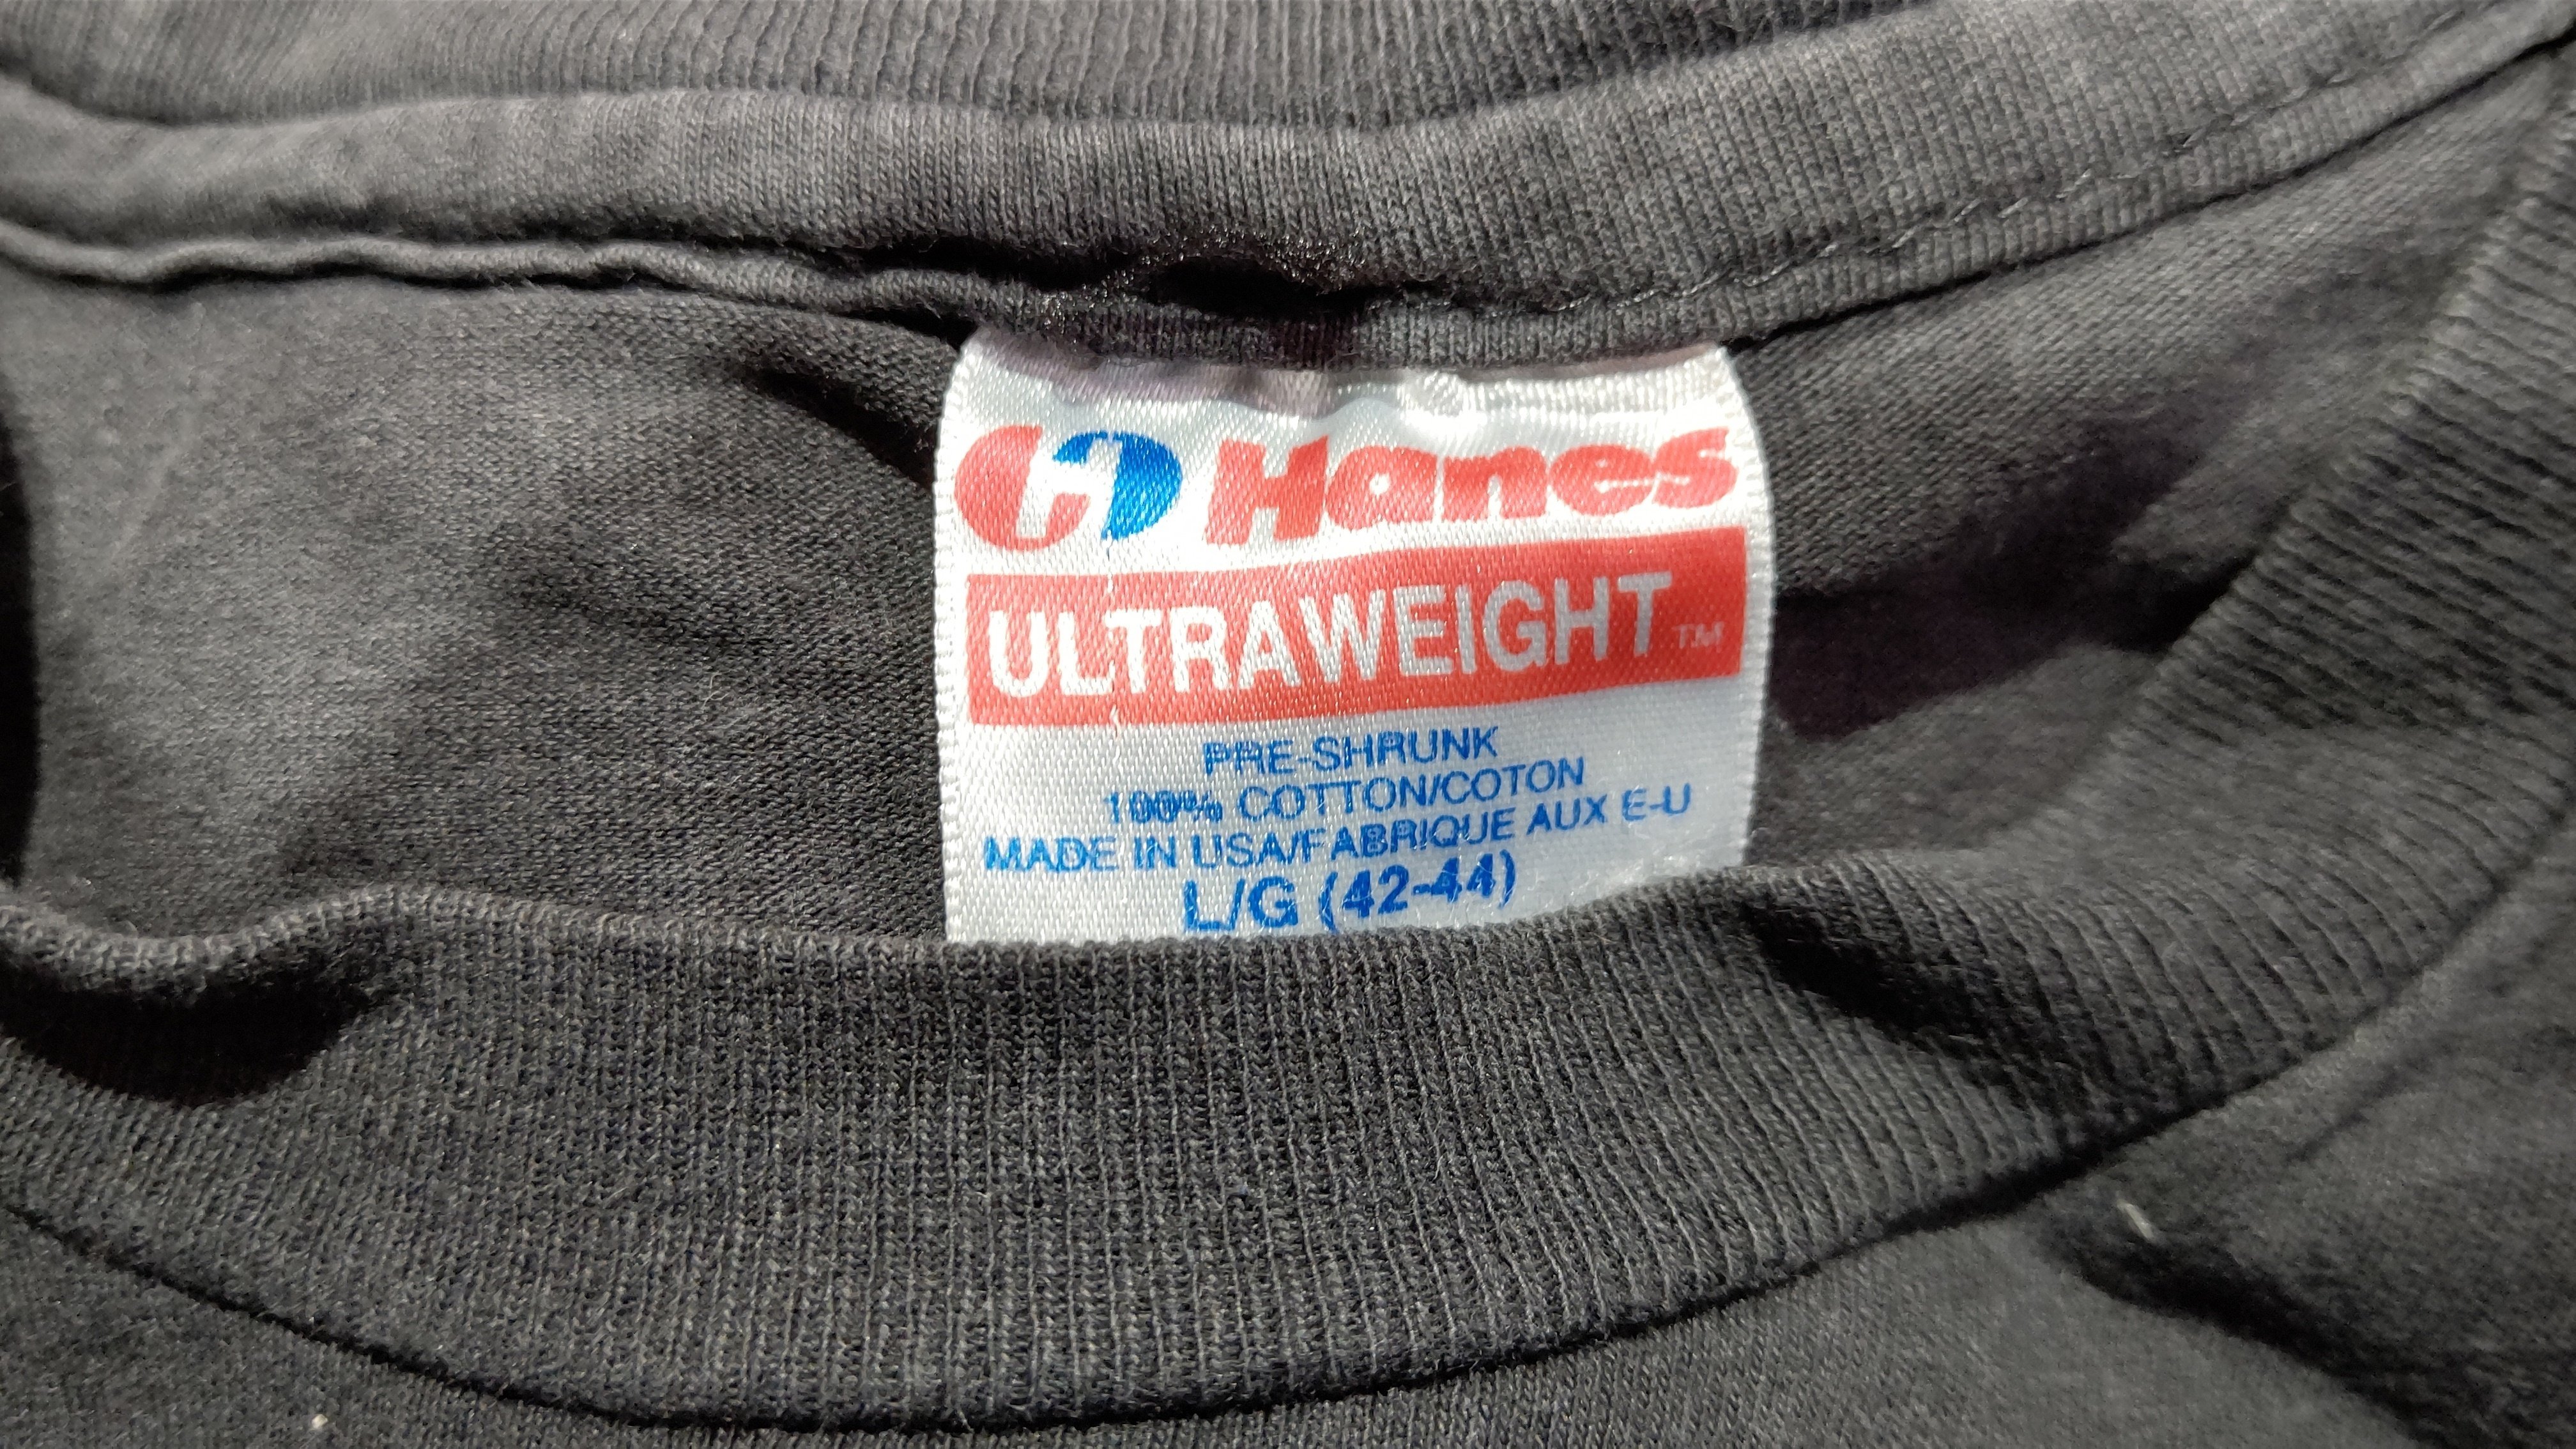 Hanes
ULTRAWEIGHT™
PRE-SHRUNK
100% COTTON/COTON
MADE IN USA/FABRIQUE AUX E-U
L/G (42-44)